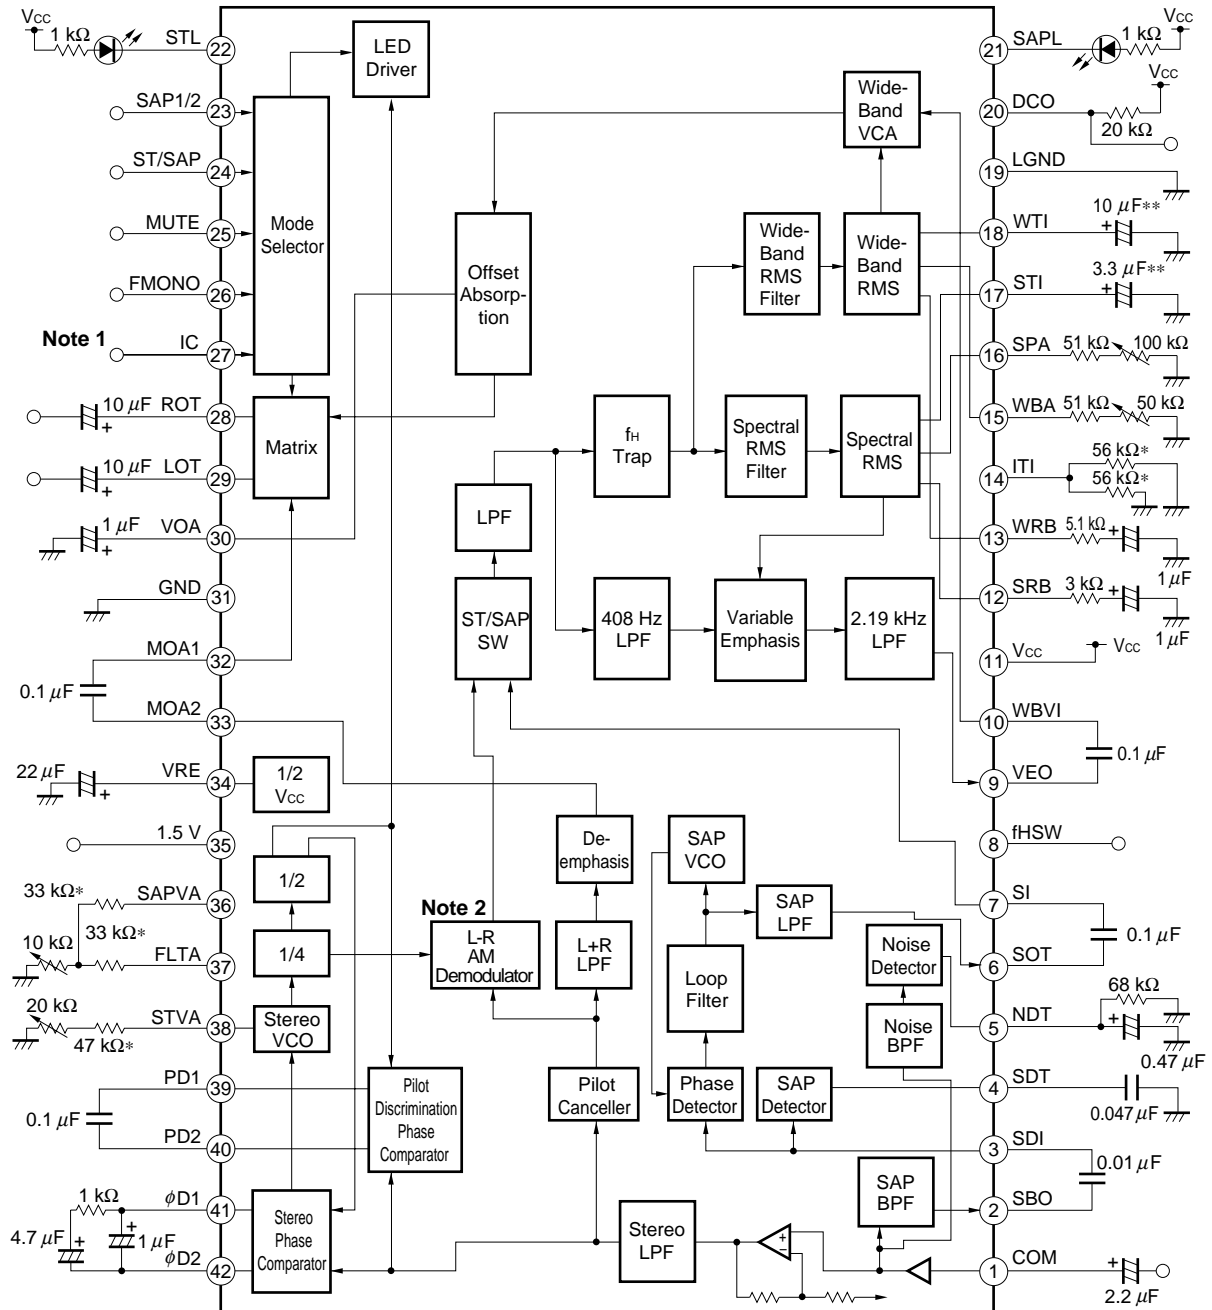 VCC
1 kΩ
STL
22
SAP1/2
23
ST/SAP
24
MUTE
25
FMONO
26
Note 1
IC
27
10 μF
ROT
28
+
10 μF
LOT
29
+
1 μF
VOA
30
+
GND
31
MOA1
32
0.1 μF
MOA2
33
22 μF
VRE
34
+
1.5 V
35
33 kΩ*
SAPVA
36
10 kΩ
33 kΩ*
FLTA
37
20 kΩ
STVA
38
47 kΩ*
PD1
39
0.1 μF
PD2
40
1 kΩ
φD1
41
4.7 μF
+
+
1 μF
φD2
42
LED
Driver
Mode
Selector
Matrix
Offset
Absorp-
tion
Wide-
Band
VCA
Wide-
Band
RMS
Filter
Wide-
Band
RMS
fH
Trap
Spectral
RMS
Filter
Spectral
RMS
LPF
ST/SAP
SW
408 Hz
LPF
Variable
Emphasis
2.19 kHz
LPF
1/2
VCC
1/2
1/4
Stereo
VCO
Note 2
L-R
AM
Demodulator
De-
emphasis
L+R
LPF
SAP
VCO
SAP
LPF
Loop
Filter
Noise
Detector
Noise
BPF
Pilot
Discrimination
Phase
Comparator
Pilot
Canceller
Phase
Detector
SAP
Detector
Stereo
Phase
Comparator
Stereo
LPF
SAP
BPF
+
−
21
SAPL
1 kΩ
VCC
20
DCO
VCC
20 kΩ
19
LGND
18
WTI
10 μF**
+
17
STI
3.3 μF**
+
16
SPA
51 kΩ
100 kΩ
15
WBA
51 kΩ
50 kΩ
14
ITI
56 kΩ*
56 kΩ*
13
WRB
5.1 kΩ
+
1 μF
12
SRB
3 kΩ
+
1 μF
11
VCC
VCC
10
WBVI
0.1 μF
9
VEO
8
fHSW
7
SI
0.1 μF
6
SOT
68 kΩ
5
NDT
+
0.47 μF
4
SDT
0.047 μF
3
SDI
0.01 μF
2
SBO
1
COM
+
2.2 μF